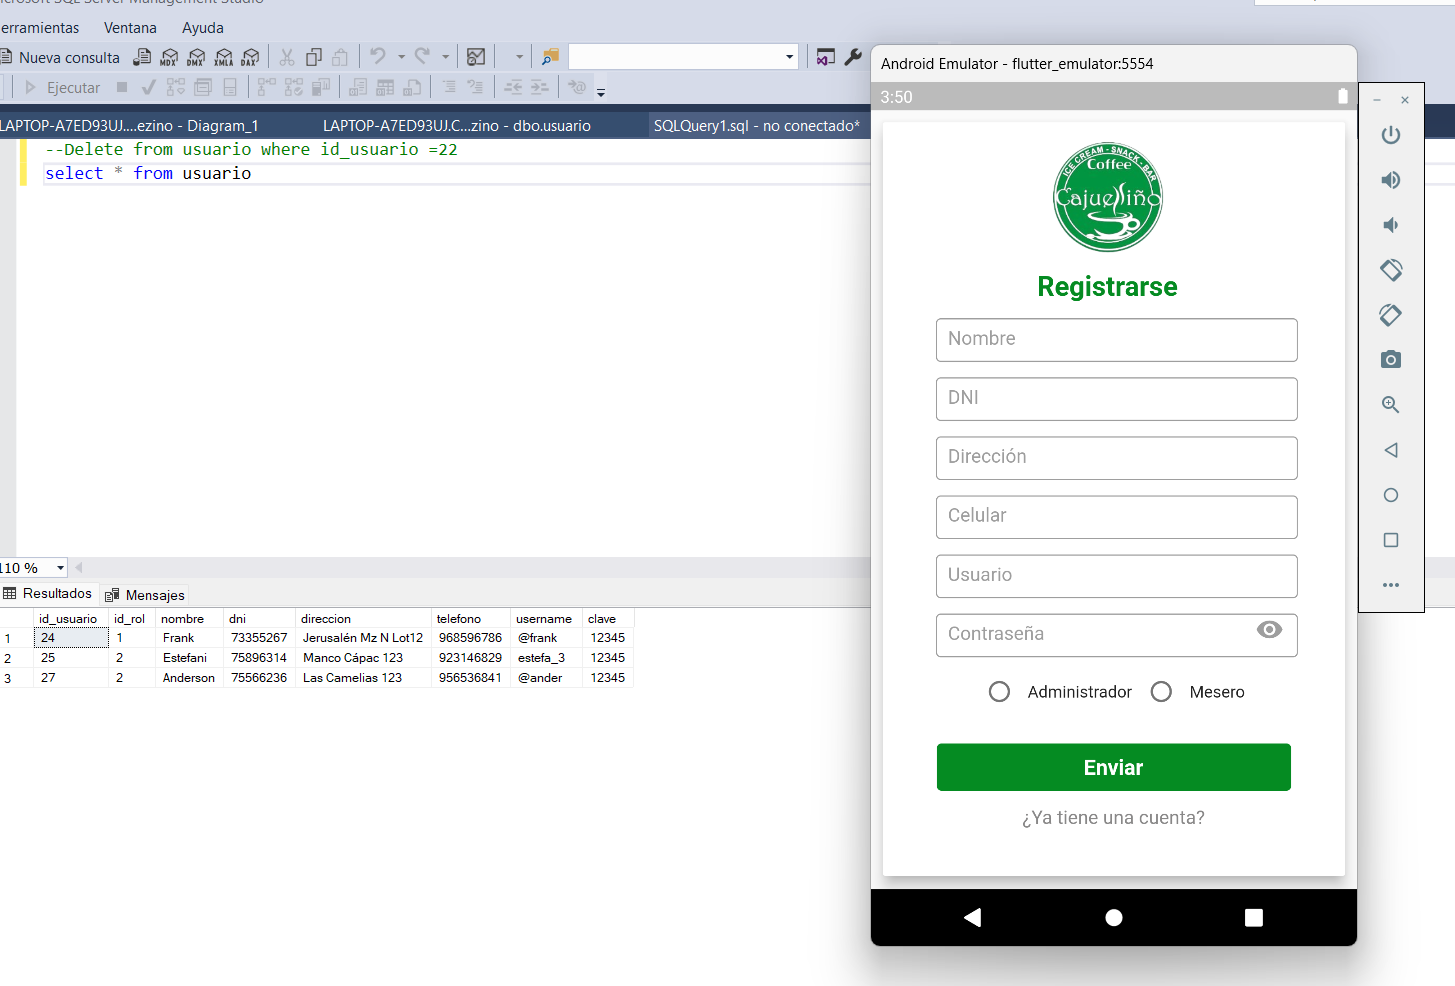 Microsoft SQL Server Management Studio
erramientas Ventana Ayuda
Nueva consulta MDX DMX XMLA DAX
Ejecutar
LAPTOP-A7ED93UJ....ezino - Diagram_1 LAPTOP-A7ED93UJ.C...zino - dbo.usuario SQLQuery1.sql - no conectado*
--Delete from usuario where id_usuario =22
select * from usuario
110 %
Resultados Mensajes
id_usuario id_rol nombre dni direccion telefono username clave
1 24 1 Frank 73355267 Jerusalén Mz N Lot12 968596786 @frank 12345
2 25 2 Estefani 75896314 Manco Cápac 123 923146829 estefa_3 12345
3 27 2 Anderson 75566236 Las Camelias 123 956536841 @ander 12345
Android Emulator - flutter_emulator:5554
3:50
ICE CREAM - SNACK - BAR
Coffee
Cajuelliño
Registrarse
Nombre
DNI
Dirección
Celular
Usuario
Contraseña
Administrador Mesero
Enviar
¿Ya tiene una cuenta?